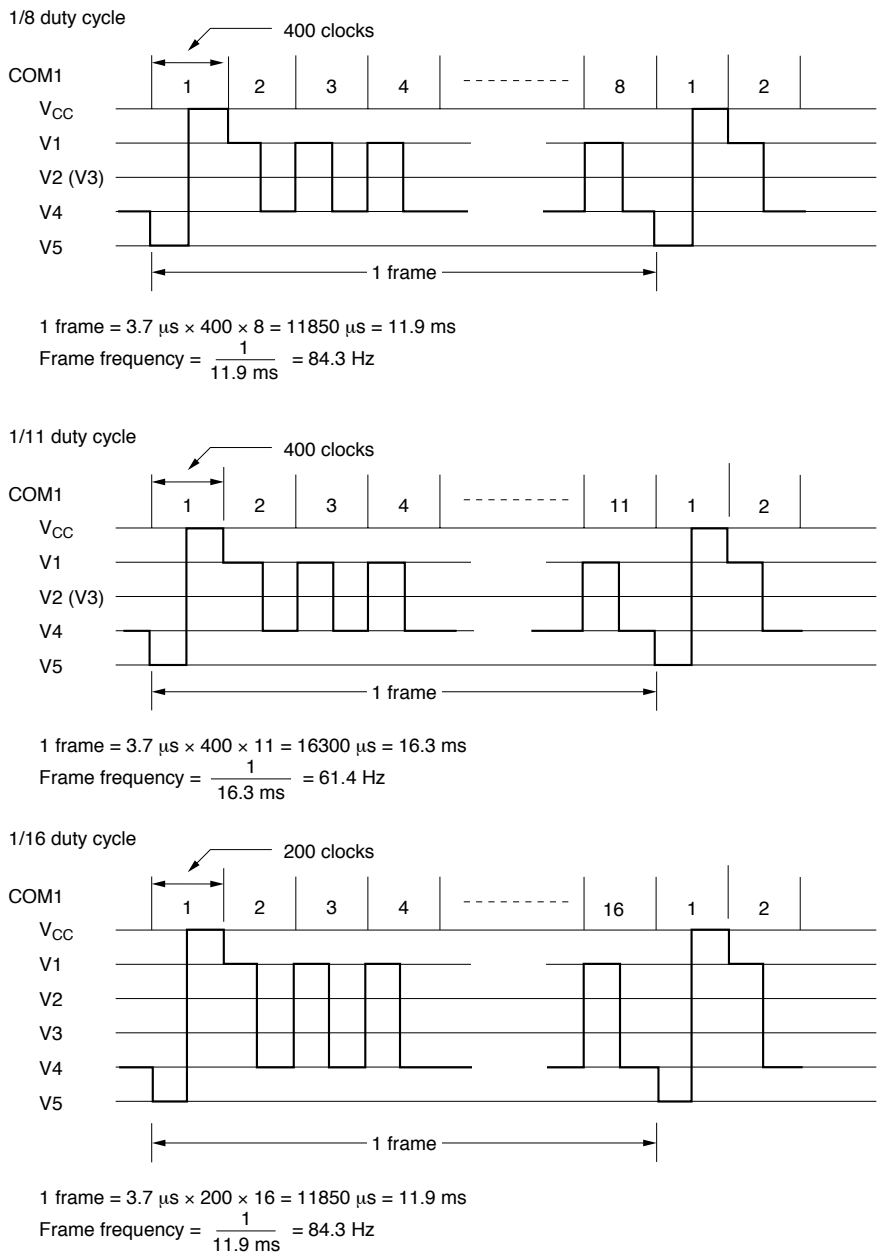 1/8 duty cycle
400 clocks
COM1
1 2 3 4 8 1 2
VCC
V1
V2 (V3)
V4
V5
1 frame
1 frame = 3.7 μs × 400 × 8 = 11850 μs = 11.9 ms
Frame frequency = 1 / 11.9 ms = 84.3 Hz
1/11 duty cycle
400 clocks
COM1
1 2 3 4 11 1 2
VCC
V1
V2 (V3)
V4
V5
1 frame
1 frame = 3.7 μs × 400 × 11 = 16300 μs = 16.3 ms
Frame frequency = 1 / 16.3 ms = 61.4 Hz
1/16 duty cycle
200 clocks
COM1
1 2 3 4 16 1 2
VCC
V1
V2
V3
V4
V5
1 frame
1 frame = 3.7 μs × 200 × 16 = 11850 μs = 11.9 ms
Frame frequency = 1 / 11.9 ms = 84.3 Hz